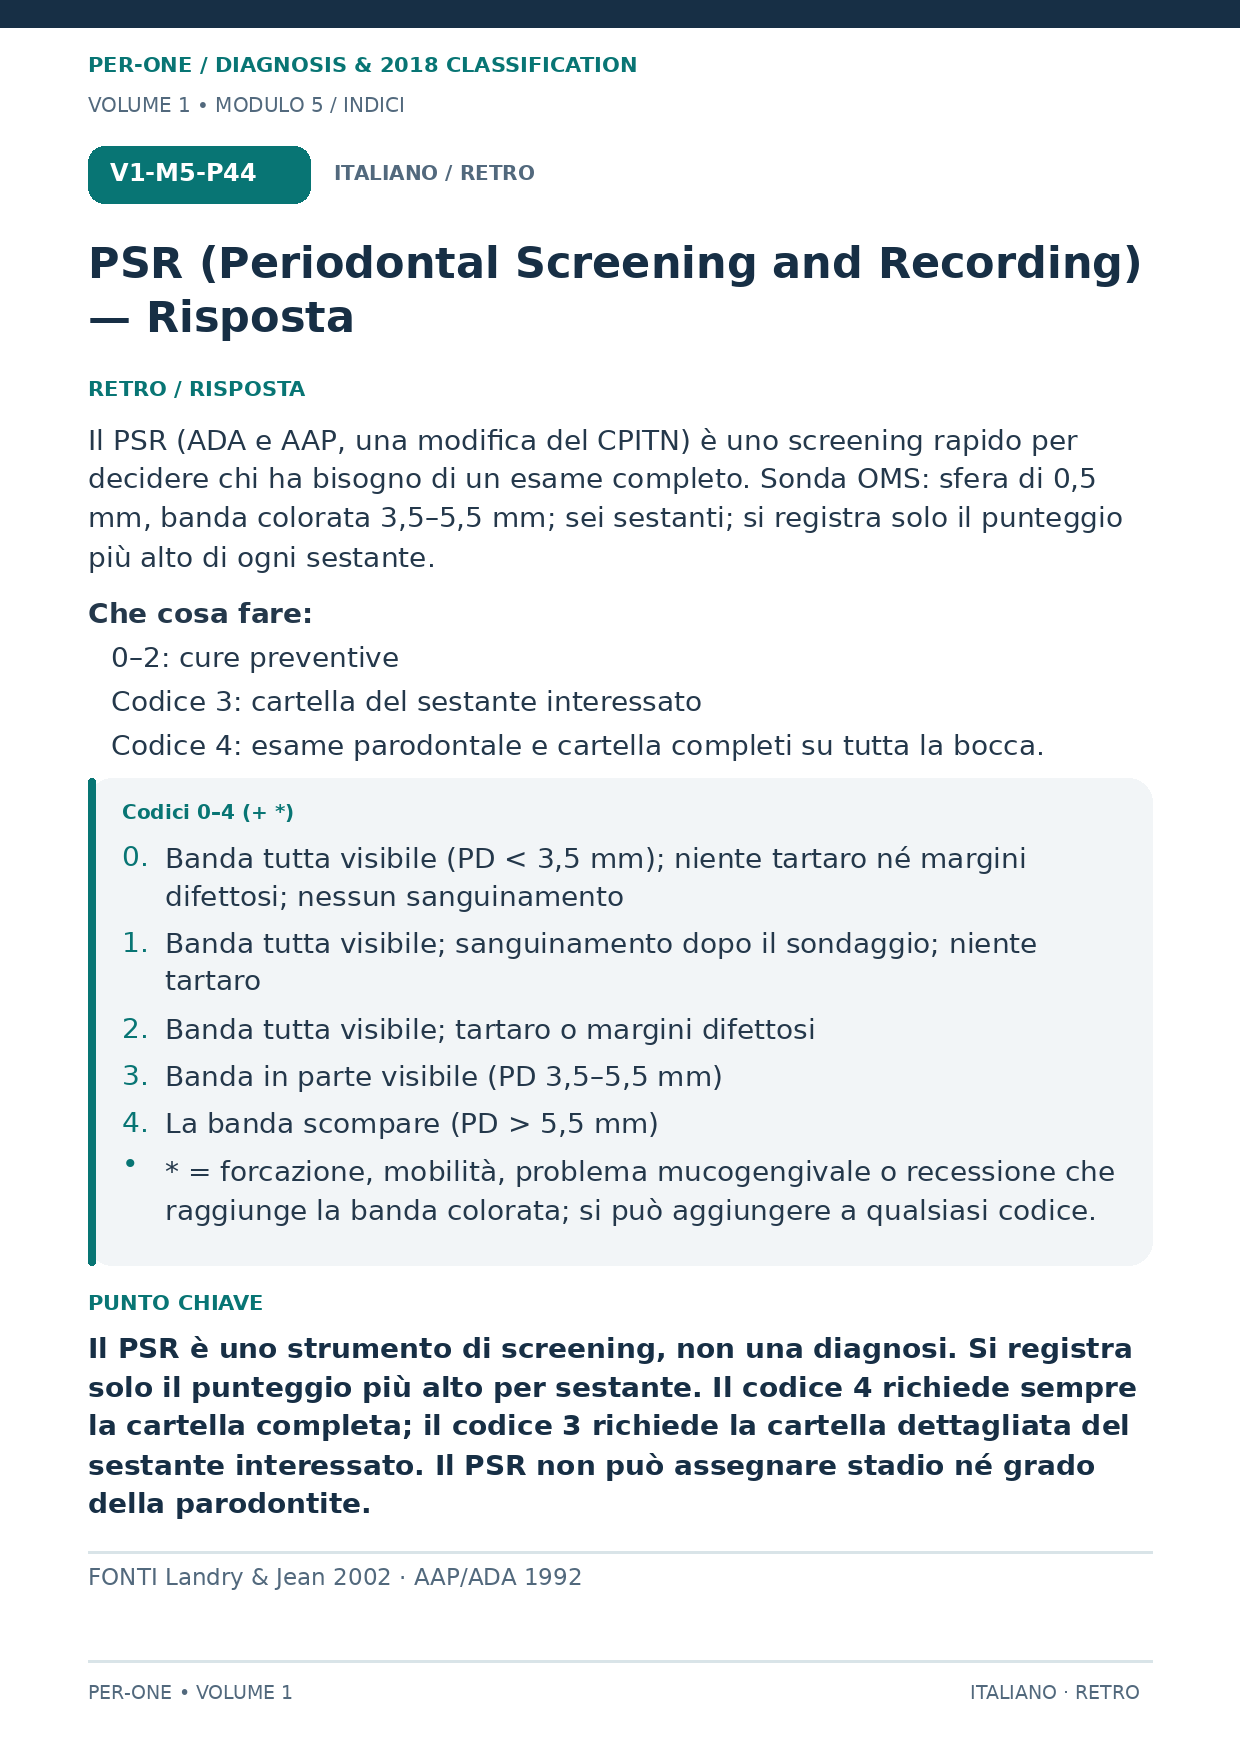 PER-ONE / DIAGNOSIS & 2018 CLASSIFICATION
VOLUME 1 • MODULO 5 / INDICI
V1-M5-P44
ITALIANO / RETRO
PSR (Periodontal Screening and Recording)
— Risposta
RETRO / RISPOSTA
Il PSR (ADA e AAP, una modifica del CPITN) è uno screening rapido per
decidere chi ha bisogno di un esame completo. Sonda OMS: sfera di 0,5
mm, banda colorata 3,5–5,5 mm; sei sestanti; si registra solo il punteggio
più alto di ogni sestante.
Che cosa fare:
0–2: cure preventive
Codice 3: cartella del sestante interessato
Codice 4: esame parodontale e cartella completi su tutta la bocca.
Codici 0–4 (+ *)
0. Banda tutta visibile (PD < 3,5 mm); niente tartaro né margini
difettosi; nessun sanguinamento
1. Banda tutta visibile; sanguinamento dopo il sondaggio; niente
tartaro
2. Banda tutta visibile; tartaro o margini difettosi
3. Banda in parte visibile (PD 3,5–5,5 mm)
4. La banda scompare (PD > 5,5 mm)
• * = forcazione, mobilità, problema mucogengivale o recessione che
raggiunge la banda colorata; si può aggiungere a qualsiasi codice.
PUNTO CHIAVE
Il PSR è uno strumento di screening, non una diagnosi. Si registra
solo il punteggio più alto per sestante. Il codice 4 richiede sempre
la cartella completa; il codice 3 richiede la cartella dettagliata del
sestante interessato. Il PSR non può assegnare stadio né grado
della parodontite.
FONTI Landry & Jean 2002 · AAP/ADA 1992
PER-ONE • VOLUME 1
ITALIANO · RETRO